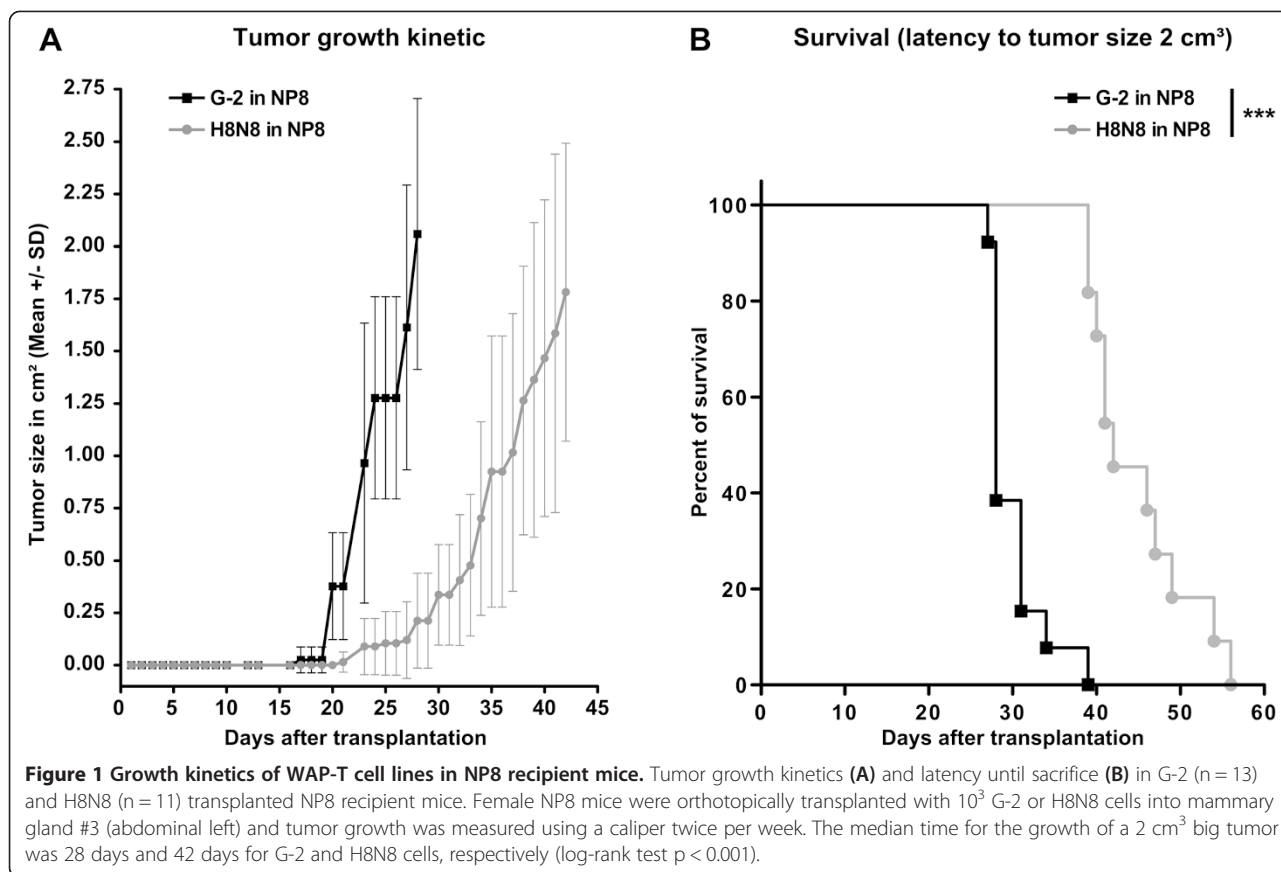 A Tumor growth kinetic
2.75
2.50
2.25
2.00
1.75
1.50
1.25
1.00
0.75
0.50
0.25
0.00
Tumor size in cm² (Mean +/- SD)
G-2 in NP8
H8N8 in NP8
0 5 10 15 20 25 30 35 40 45
Days after transplantation
B Survival (latency to tumor size 2 cm³)
G-2 in NP8
H8N8 in NP8
***
100
80
60
40
20
0
Percent of survival
0 10 20 30 40 50 60
Days after transplantation
Figure 1 Growth kinetics of WAP-T cell lines in NP8 recipient mice. Tumor growth kinetics (A) and latency until sacrifice (B) in G-2 (n = 13)
and H8N8 (n = 11) transplanted NP8 recipient mice. Female NP8 mice were orthotopically transplanted with 10³ G-2 or H8N8 cells into mammary
gland #3 (abdominal left) and tumor growth was measured using a caliper twice per week. The median time for the growth of a 2 cm³ big tumor
was 28 days and 42 days for G-2 and H8N8 cells, respectively (log-rank test p < 0.001).